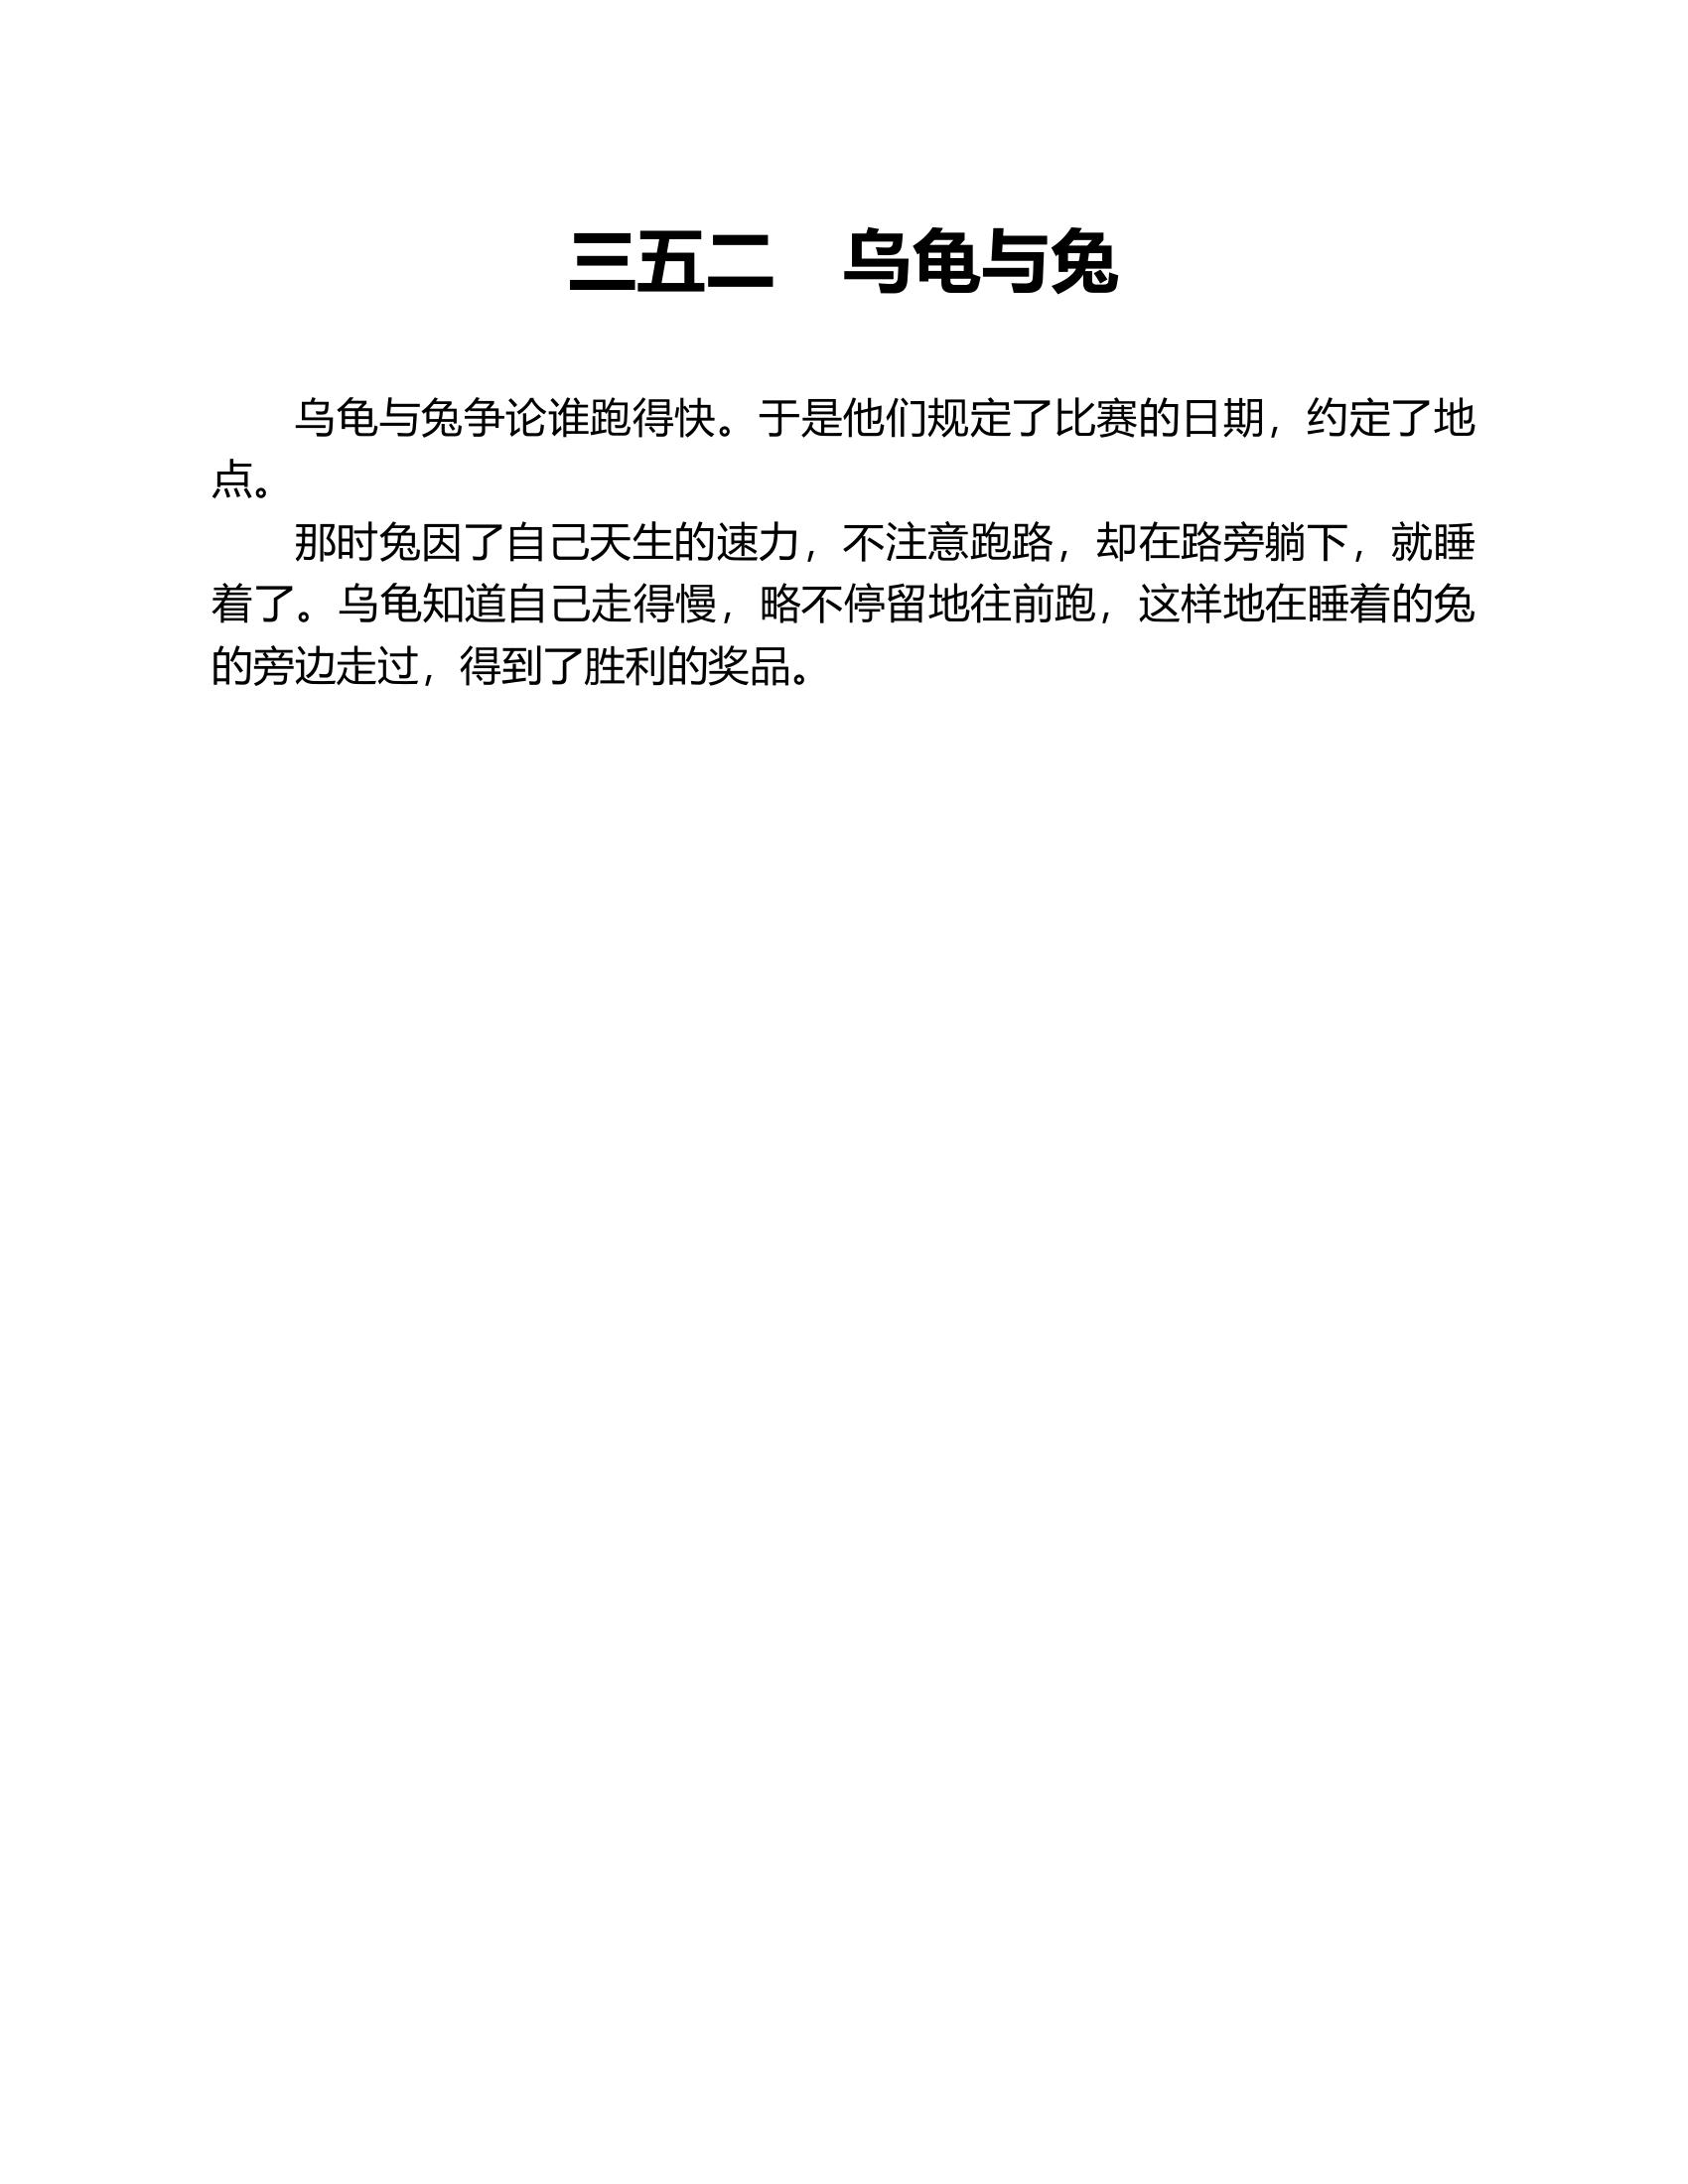 三五二　乌龟与兔
乌龟与兔争论谁跑得快。于是他们规定了比赛的日期，约定了地
点。
那时兔因了自己天生的速力，不注意跑路，却在路旁躺下，就睡
着了。乌龟知道自己走得慢，略不停留地往前跑，这样地在睡着的兔
的旁边走过，得到了胜利的奖品。